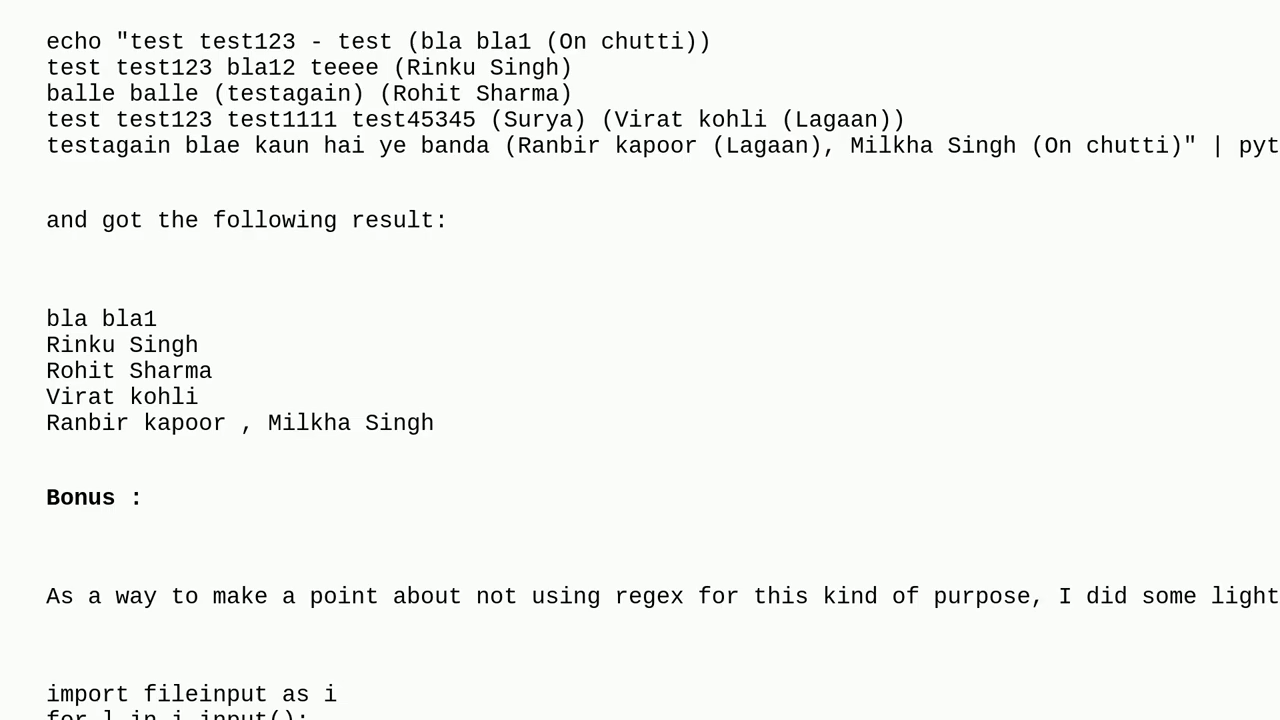 echo "test test123 - test (bla bla1 (On chutti))
test test123 bla12 teeee (Rinku Singh)
balle balle (testagain) (Rohit Sharma)
test test123 test1111 test45345 (Surya) (Virat kohli (Lagaan))
testagain blae kaun hai ye banda (Ranbir kapoor (Lagaan), Milkha Singh (On chutti)" | pyt
and got the following result:
bla bla1
Rinku Singh
Rohit Sharma
Virat kohli
Ranbir kapoor , Milkha Singh
Bonus :
As a way to make a point about not using regex for this kind of purpose, I did some light
import fileinput as i
for l in i.input():